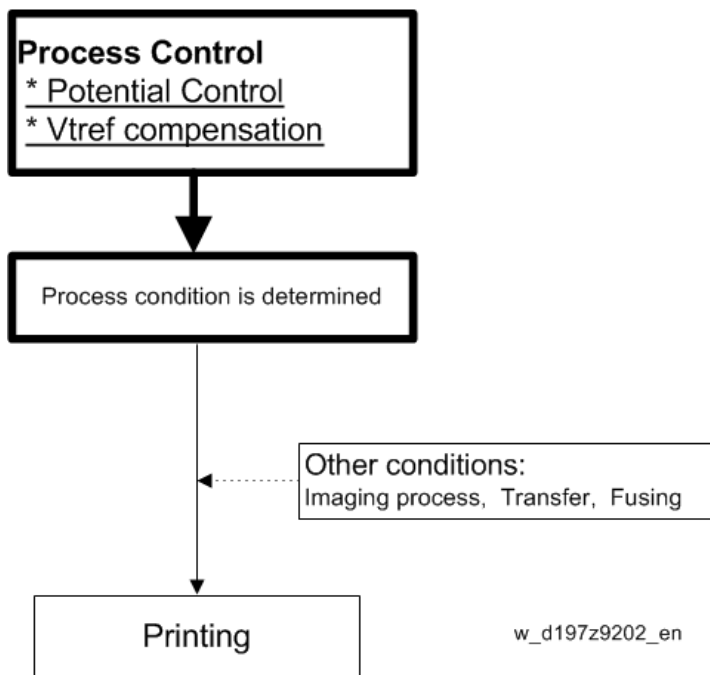 Process Control
* Potential Control
* Vtref compensation
Process condition is determined
Other conditions:
Imaging process, Transfer, Fusing
Printing
w_d197z9202_en